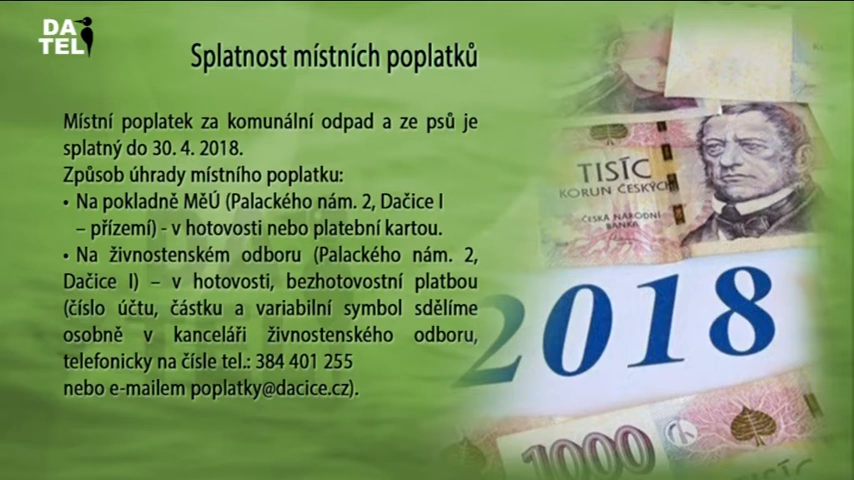 DA
TEL
Splatnost místních poplatků
Místní poplatek za komunální odpad a ze psů je
splatný do 30. 4. 2018.
Způsob úhrady místního poplatku:
• Na pokladně MěÚ (Palackého nám. 2, Dačice I
– přízemí) - v hotovosti nebo platební kartou.
• Na živnostenském odboru (Palackého nám. 2,
Dačice I) – v hotovosti, bezhotovostní platbou
(číslo účtu, částku a variabilní symbol sdělíme
osobně v kanceláři živnostenského odboru,
telefonicky na čísle tel.: 384 401 255
nebo e-mailem poplatky@dacice.cz).
TISÍC
KORUN ČESKÝCH
ČESKÁ NÁRODNÍ
BANKA
2018
1000
TISÍC